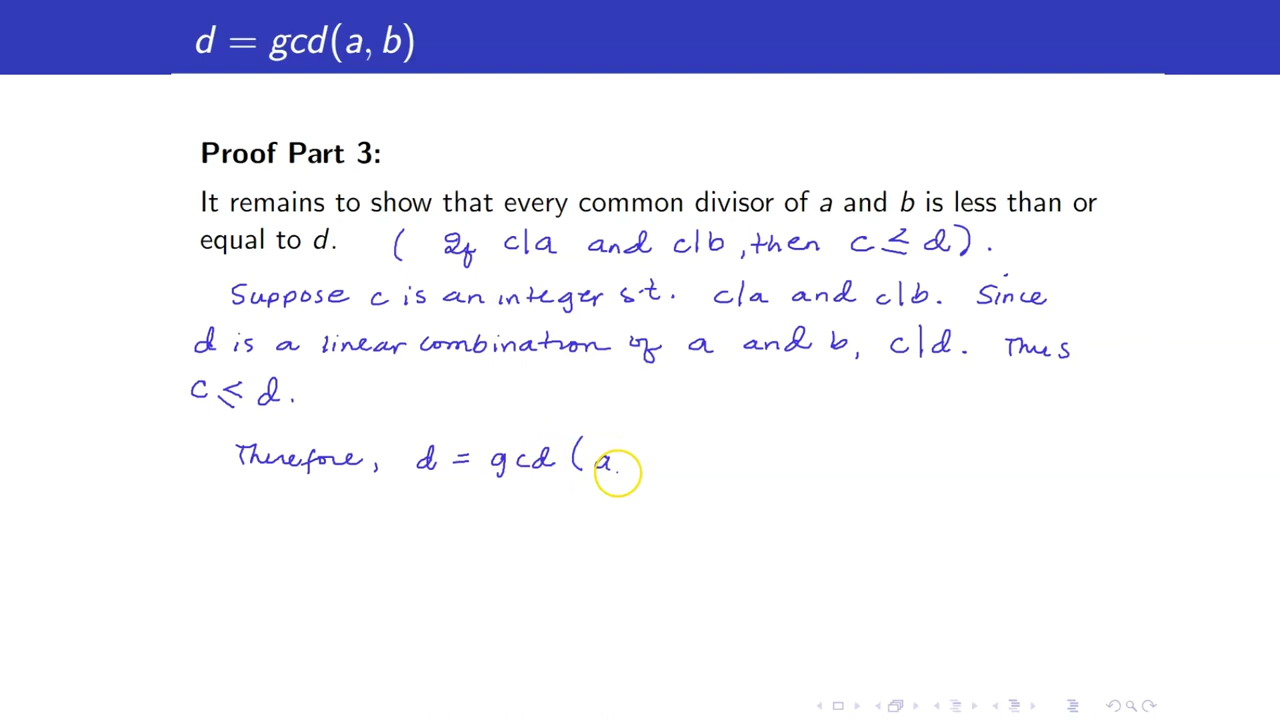 d = gcd(a, b)
Proof Part 3:
It remains to show that every common divisor of a and b is less than or
equal to d. ( If c|a and c|b, then c ≤ d).
Suppose c is an integer s.t. c|a and c|b. Since
d is a linear combination of a and b, c|d. Thus
c ≤ d.
Therefore, d = gcd (a,